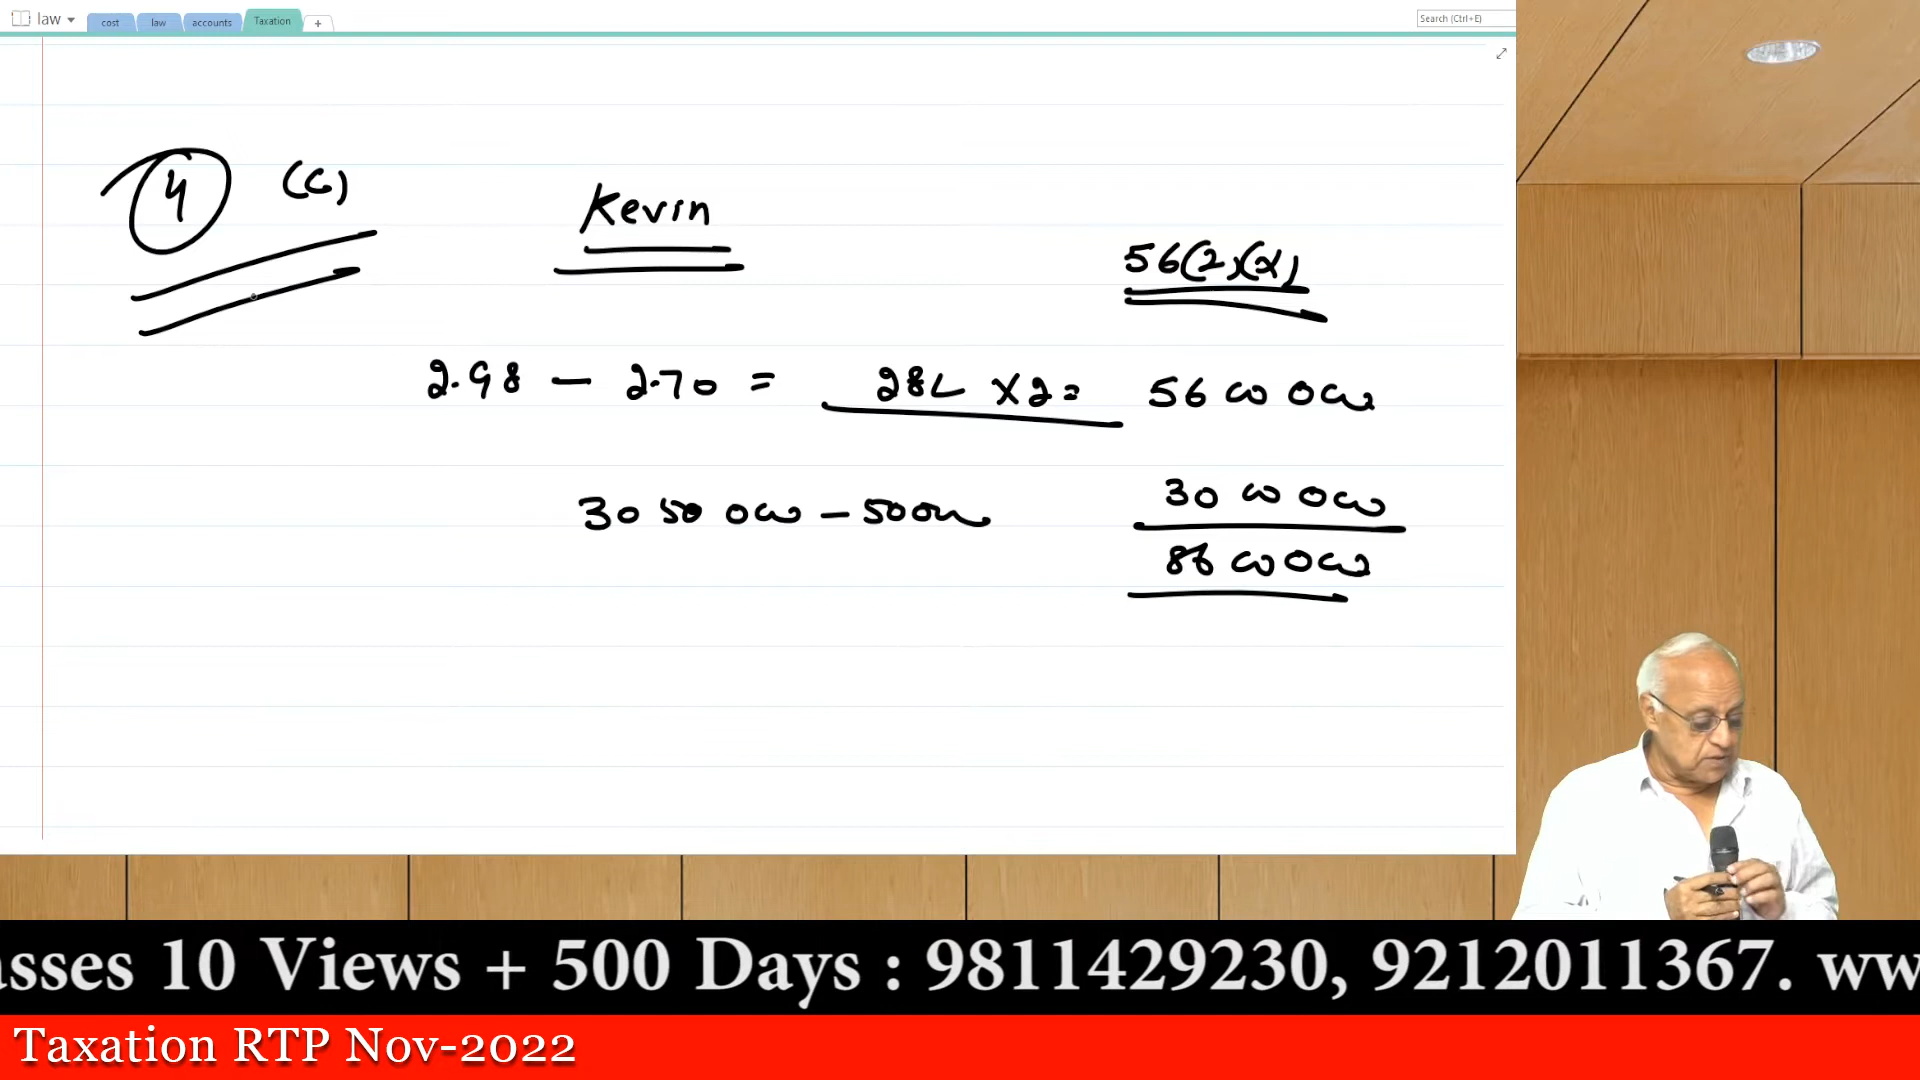 law cost law accounts Taxation + Search (Ctrl+E)
4 (C) Kevin
56(2)(x)
2.98 - 2.70 = 28L x 2 = 56 00 000
30 50 000 - 50000 30 00 000
86 00 000
asses 10 Views + 500 Days : 9811429230, 9212011367. ww
Taxation RTP Nov-2022